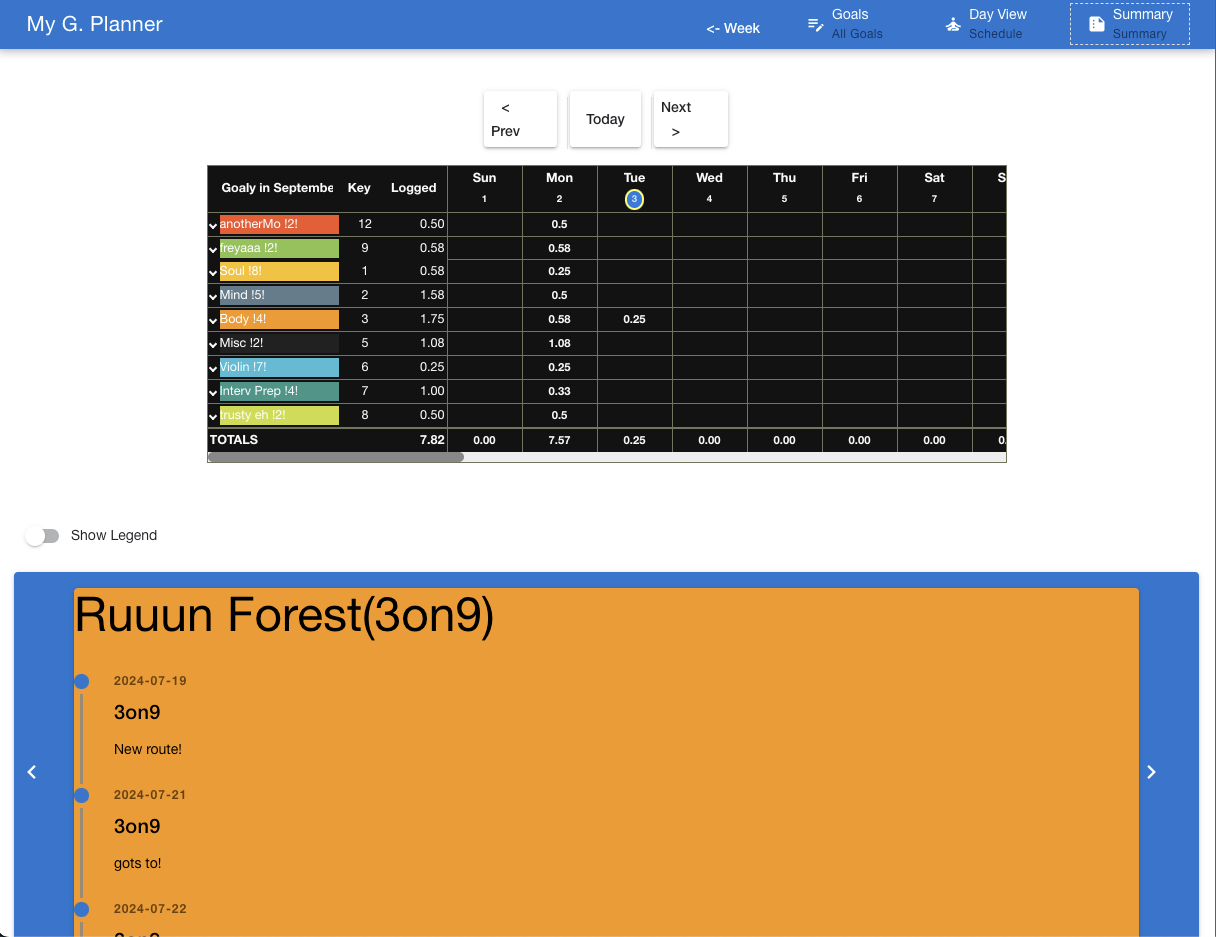 My G. Planner
<- Week
Goals
All Goals
Day View
Schedule
Summary
Summary
<
Prev
Today
Next
>
Goaly in Septembe Key Logged Sun Mon Tue Wed Thu Fri Sat S
1 2 3 4 5 6 7
anotherMo !2! 12 0.50 0.5
freyaaa !2! 9 0.58 0.58
Soul !8! 1 0.58 0.25
Mind !5! 2 1.58 0.5
Body !4! 3 1.75 0.58 0.25
Misc !2! 5 1.08 1.08
Violin !7! 6 0.25 0.25
Interv Prep !4! 7 1.00 0.33
trusty eh !2! 8 0.50 0.5
TOTALS 7.82 0.00 7.57 0.25 0.00 0.00 0.00 0.00 0.
Show Legend
Ruuun Forest(3on9)
2024-07-19
3on9
New route!
2024-07-21
3on9
gots to!
2024-07-22